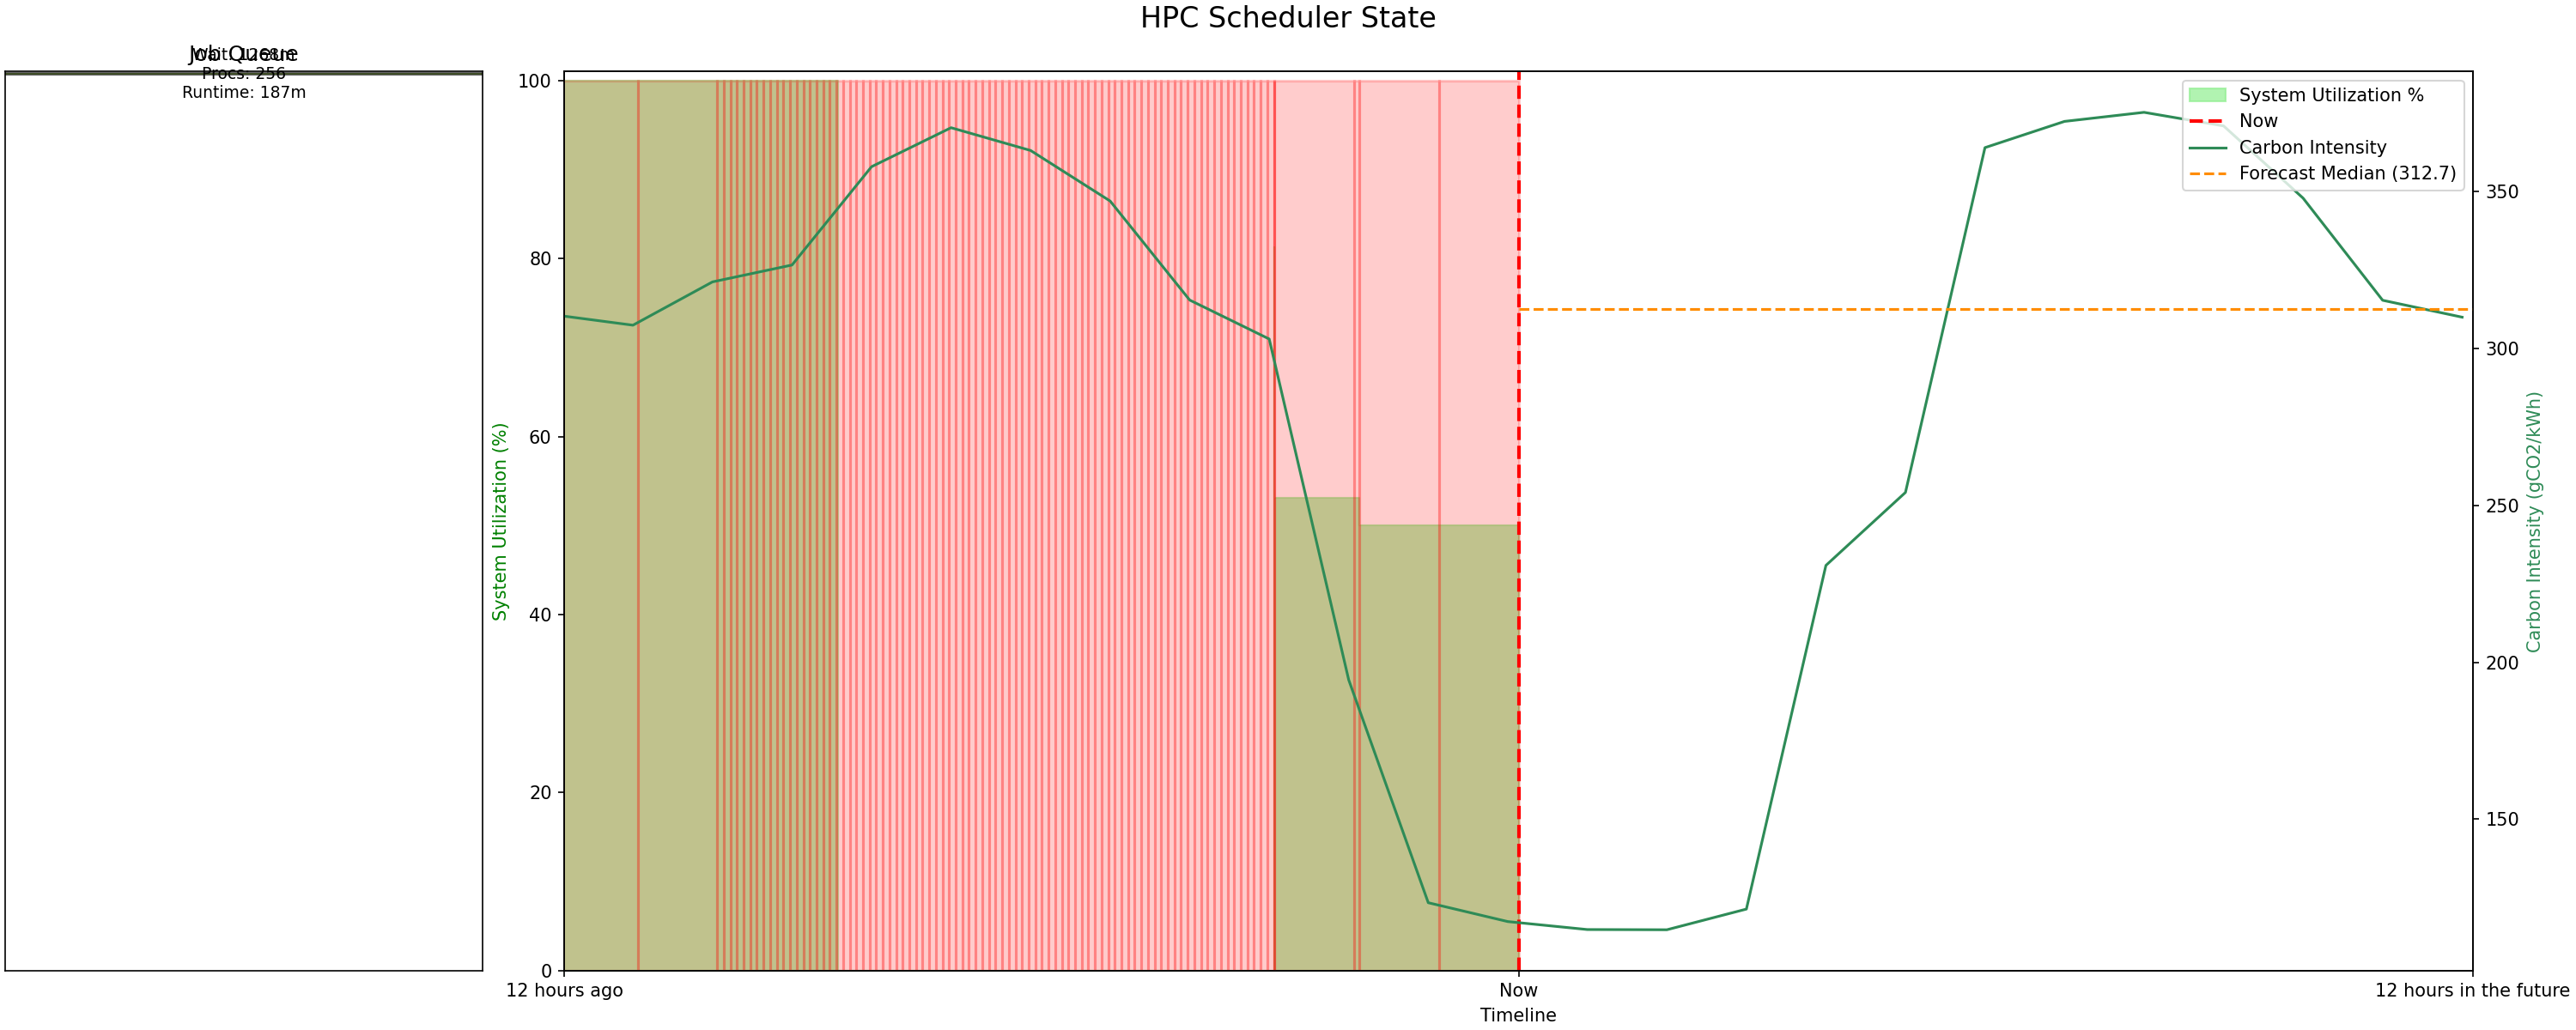 HPC Scheduler State
Job Queue
Wait: 1268m
Procs: 256
Runtime: 187m
System Utilization (%)
100
80
60
40
20
0
System Utilization %
Now
Carbon Intensity
Forecast Median (312.7)
350
300
250
200
150
Carbon Intensity (gCO2/kWh)
12 hours ago
Now
12 hours in the future
Timeline